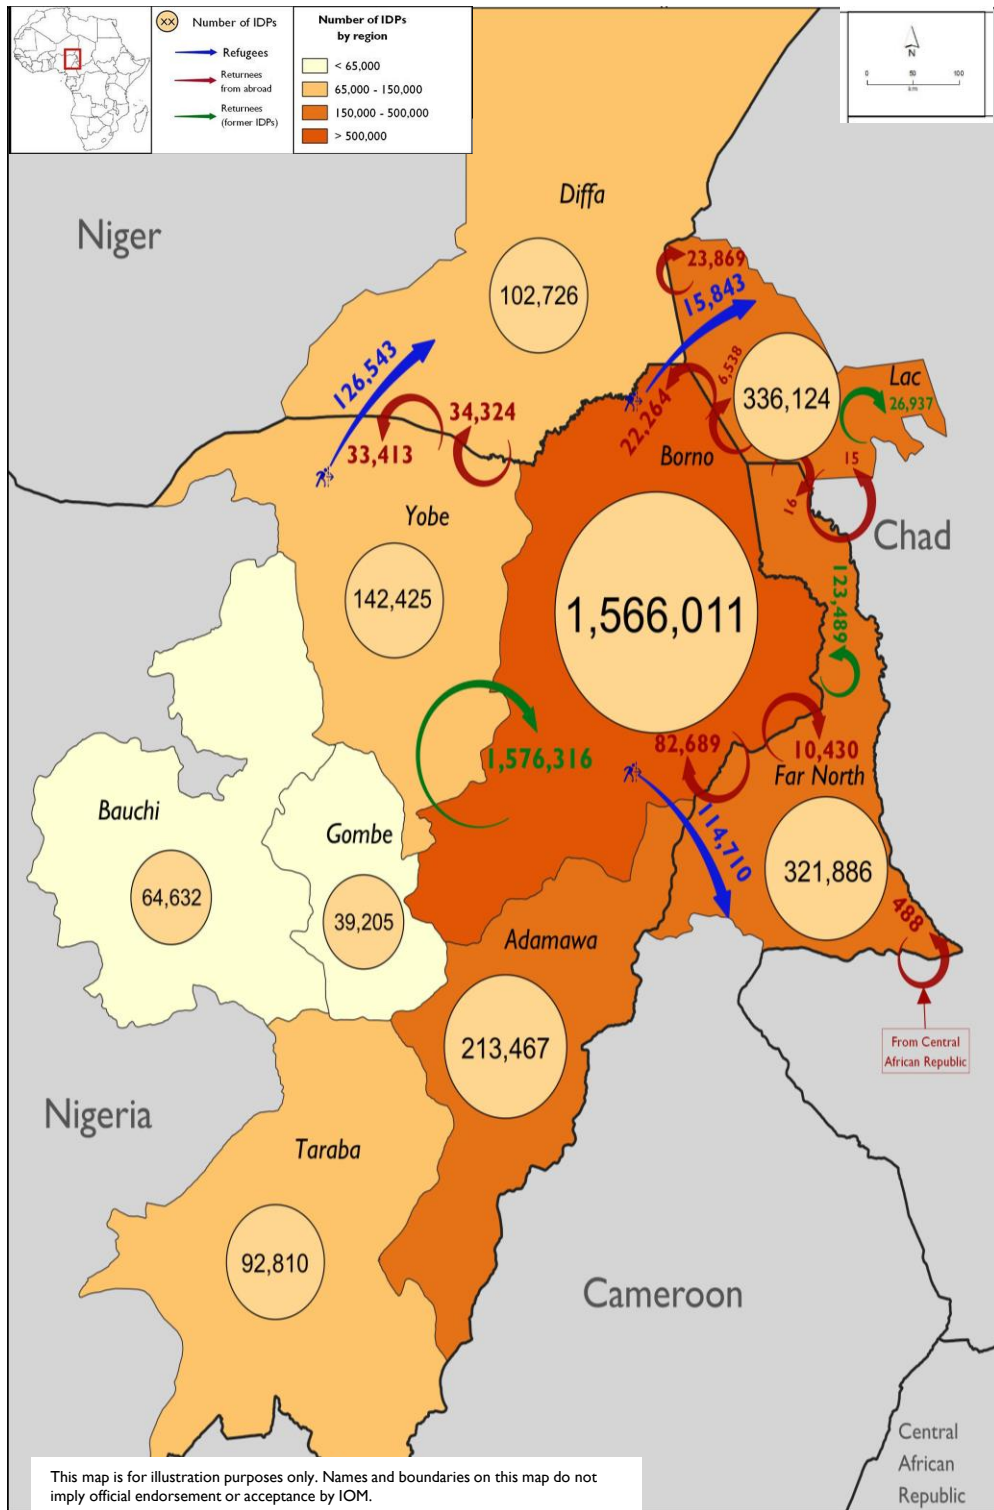 XX
Number of IDPs
Refugees
Returnees
from abroad
Returnees
(former IDPs)
Number of IDPs
by region
< 65,000
65,000 - 150,000
150,000 - 500,000
> 500,000
N
0 50 100
Diffa
Niger
23,869
102,726
15,843
126,543
6,538
Lac
336,124
26,937
34,324
22,264
33,413
Borno
15
16
Yobe
Chad
123,489
142,425
1,566,011
82,689
10,430
1,576,316
Far North
Bauchi
114,710
Gombe
321,886
64,632
39,205
488
Adamawa
From Central
African Republic
213,467
Nigeria
Taraba
92,810
Cameroon
Central
African
Republic
This map is for illustration purposes only. Names and boundaries on this map do not
imply official endorsement or acceptance by IOM.